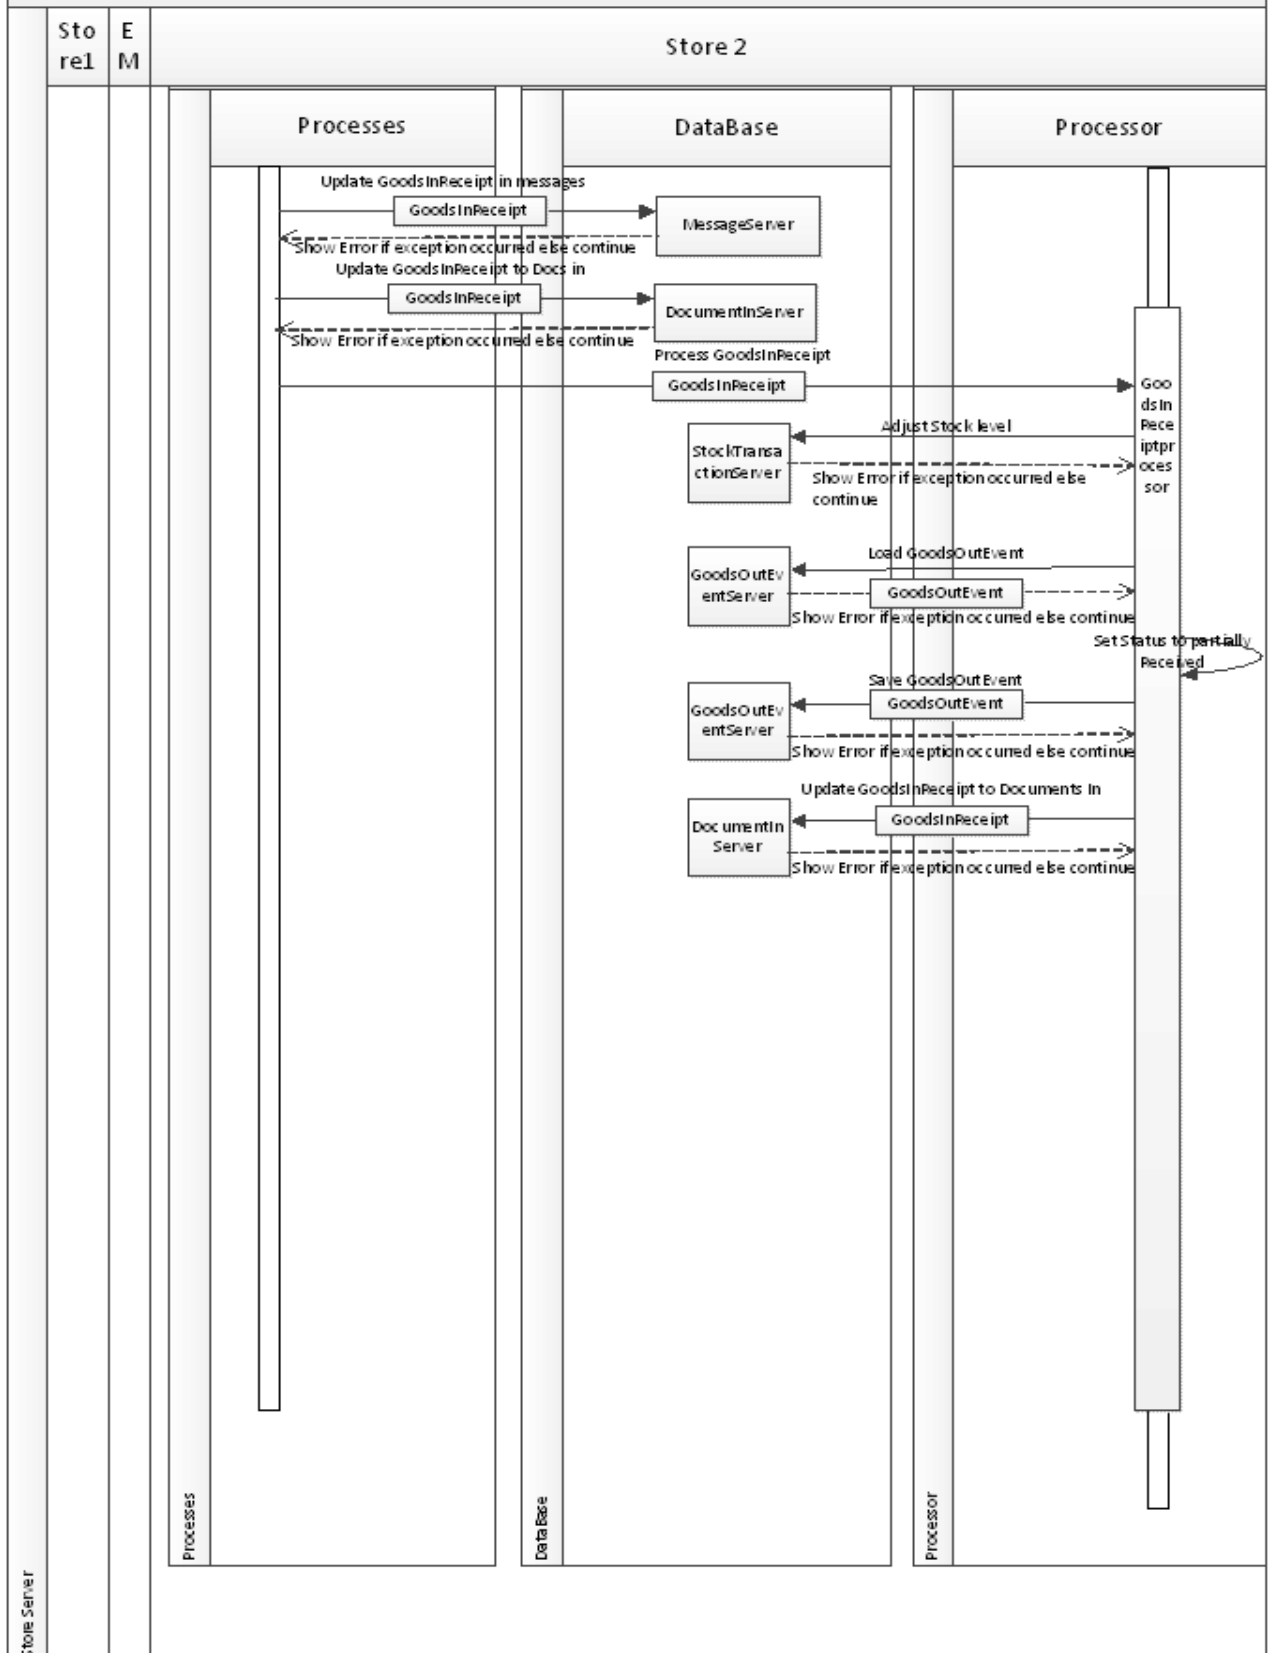 Sto
re1
E
M
Store 2
Processes
DataBase
Processor
Update GoodsInReceipt in messages
GoodsInReceipt
MessageServer
Show Error if exception occurred else continue
Update GoodsInReceipt to Docs in
GoodsInReceipt
DocumentInServer
Show Error if exception occurred else continue
Process GoodsInReceipt
GoodsInReceipt
Goo
dsIn
Rece
iptpr
oces
sor
Adjust Stock level
StockTransa
ctionServer
Show Error if exception occurred else
continue
Load GoodsOutEvent
GoodsOutEv
entServer
GoodsOutEvent
Show Error if exception occurred else continue
Set Status to partially
Received
Save GoodsOutEvent
GoodsOutEv
entServer
GoodsOutEvent
Show Error if exception occurred else continue
Update GoodsInReceipt to Documents In
DocumentIn
Server
GoodsInReceipt
Show Error if exception occurred else continue
Processes
DataBase
Processor
Store Server